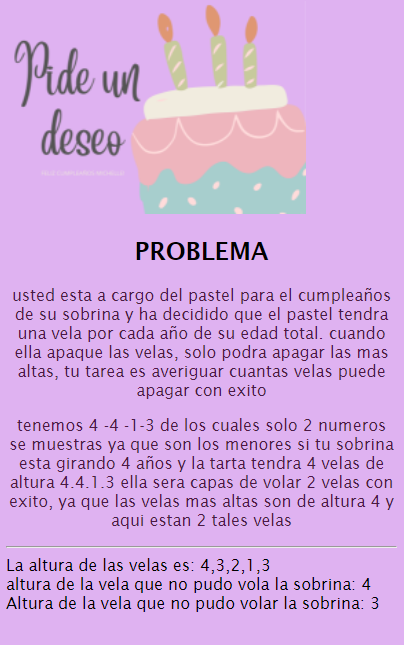 Pide un
deseo
PROBLEMA
usted esta a cargo del pastel para el cumpleaños
de su sobrina y ha decidido que el pastel tendra
una vela por cada año de su edad total. cuando
ella apaque las velas, solo podra apagar las mas
altas, tu tarea es averiguar cuantas velas puede
apagar con exito
tenemos 4 -4 -1-3 de los cuales solo 2 numeros
se muestras ya que son los menores si tu sobrina
esta girando 4 años y la tarta tendra 4 velas de
altura 4.4.1.3 ella sera capas de volar 2 velas con
exito, ya que las velas mas altas son de altura 4 y
aqui estan 2 tales velas
La altura de las velas es: 4,3,2,1,3
altura de la vela que no pudo vola la sobrina: 4
Altura de la vela que no pudo volar la sobrina: 3